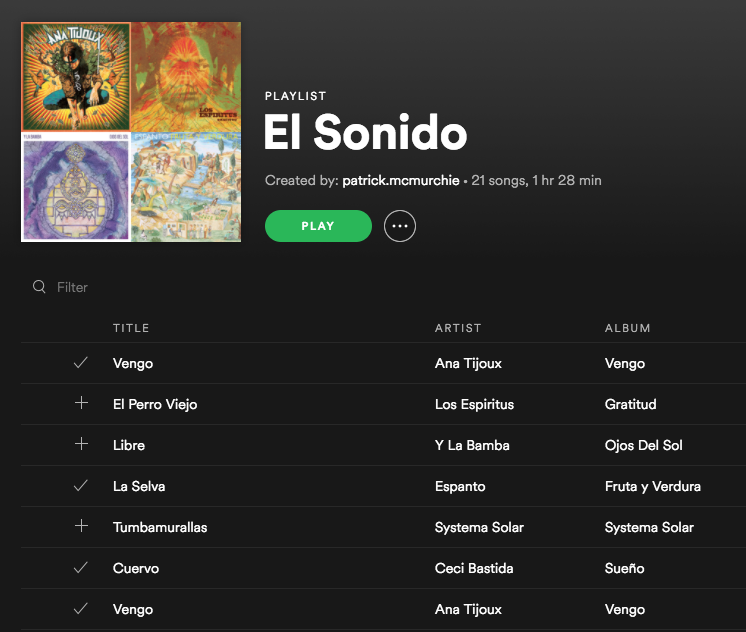 ANA TIJOUX
LOS ESPIRITUS
PLAYLIST
El Sonido
Created by: patrick.mcmurchie • 21 songs, 1 hr 28 min
PLAY
Filter
TITLE ARTIST ALBUM
Vengo Ana Tijoux Vengo
El Perro Viejo Los Espiritus Gratitud
Libre Y La Bamba Ojos Del Sol
La Selva Espanto Fruta y Verdura
Tumbamurallas Systema Solar Systema Solar
Cuervo Ceci Bastida Sueño
Vengo Ana Tijoux Vengo